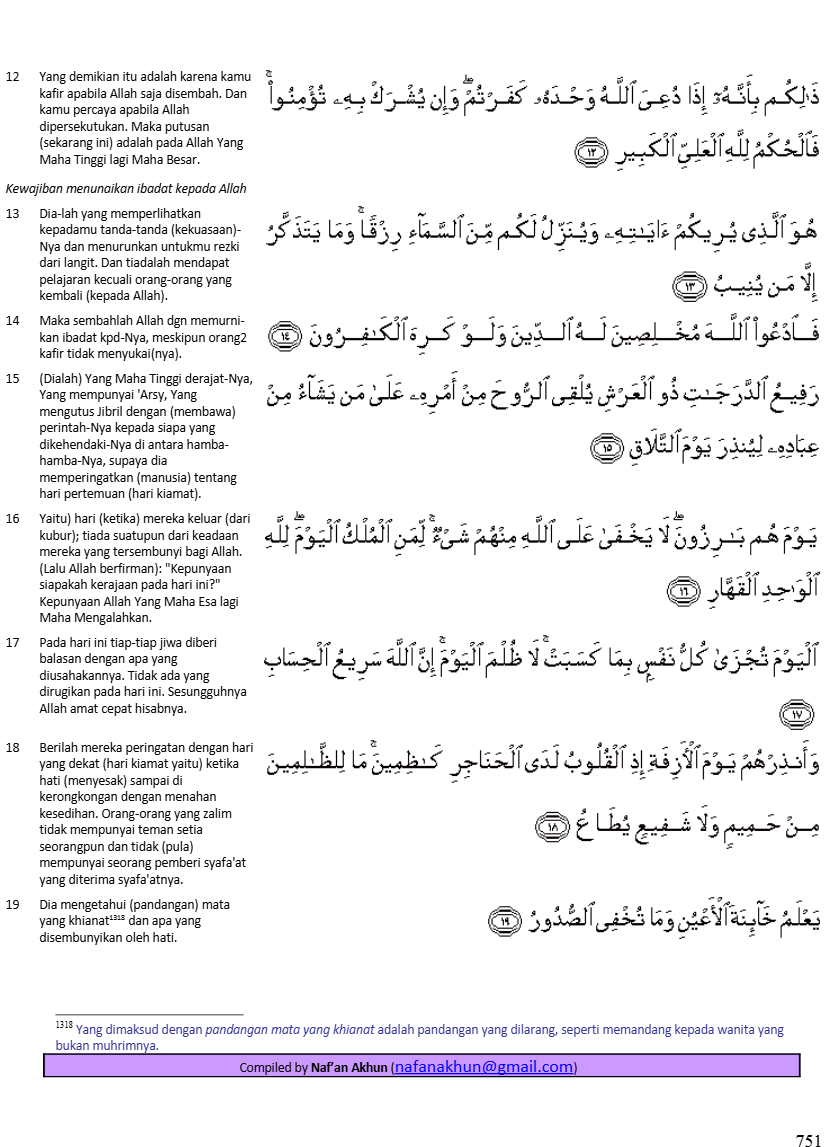 12 Yang demikian itu adalah karena kamu
kafir apabila Allah saja disembah. Dan
kamu percaya apabila Allah
dipersekutukan. Maka putusan
(sekarang ini) adalah pada Allah Yang
Maha Tinggi lagi Maha Besar.
ذَٰلِكُم بِأَنَّهُۥٓ إِذَا دُعِىَ ٱللَّهُ وَحْدَهُۥ كَفَرْتُمْ ۖ وَإِن يُشْرَكْ بِهِۦ تُؤْمِنُوا۟ ۚ
فَٱلْحُكْمُ لِلَّهِ ٱلْعَلِىِّ ٱلْكَبِيرِ ١٢
Kewajiban menunaikan ibadat kepada Allah
13 Dia-lah yang memperlihatkan
kepadamu tanda-tanda (kekuasaan)-
Nya dan menurunkan untukmu rezki
dari langit. Dan tiadalah mendapat
pelajaran kecuali orang-orang yang
kembali (kepada Allah).
هُوَ ٱلَّذِى يُرِيكُمْ ءَايَـٰتِهِۦ وَيُنَزِّلُ لَكُم مِّنَ ٱلسَّمَآءِ رِزْقًا ۚ وَمَا يَتَذَكَّرُ
إِلَّا مَن يُنِيبُ ١٣
14 Maka sembahlah Allah dgn memurni-
kan ibadat kpd-Nya, meskipun orang2
kafir tidak menyukai(nya).
فَٱدْعُوا۟ ٱللَّهَ مُخْلِصِينَ لَهُ ٱلدِّينَ وَلَوْ كَرِهَ ٱلْكَـٰفِرُونَ ١٤
15 (Dialah) Yang Maha Tinggi derajat-Nya,
Yang mempunyai 'Arsy, Yang
mengutus Jibril dengan (membawa)
perintah-Nya kepada siapa yang
dikehendaki-Nya di antara hamba-
hamba-Nya, supaya dia
memperingatkan (manusia) tentang
hari pertemuan (hari kiamat).
رَفِيعُ ٱلدَّرَجَـٰتِ ذُو ٱلْعَرْشِ يُلْقِى ٱلرُّوحَ مِنْ أَمْرِهِۦ عَلَىٰ مَن يَشَآءُ مِنْ
عِبَادِهِۦ لِيُنذِرَ يَوْمَ ٱلتَّلَاقِ ١٥
16 Yaitu) hari (ketika) mereka keluar (dari
kubur); tiada suatupun dari keadaan
mereka yang tersembunyi bagi Allah.
(Lalu Allah berfirman): "Kepunyaan
siapakah kerajaan pada hari ini?"
Kepunyaan Allah Yang Maha Esa lagi
Maha Mengalahkan.
يَوْمَ هُم بَـٰرِزُونَ ۖ لَا يَخْفَىٰ عَلَى ٱللَّهِ مِنْهُمْ شَىْءٌ ۚ لِّمَنِ ٱلْمُلْكُ ٱلْيَوْمَ ۖ لِلَّهِ
ٱلْوَٰحِدِ ٱلْقَهَّارِ ١٦
17 Pada hari ini tiap-tiap jiwa diberi
balasan dengan apa yang
diusahakannya. Tidak ada yang
dirugikan pada hari ini. Sesungguhnya
Allah amat cepat hisabnya.
ٱلْيَوْمَ تُجْزَىٰ كُلُّ نَفْسٍۭ بِمَا كَسَبَتْ ۚ لَا ظُلْمَ ٱلْيَوْمَ ۚ إِنَّ ٱللَّهَ سَرِيعُ ٱلْحِسَابِ
١٧
18 Berilah mereka peringatan dengan hari
yang dekat (hari kiamat yaitu) ketika
hati (menyesak) sampai di
kerongkongan dengan menahan
kesedihan. Orang-orang yang zalim
tidak mempunyai teman setia
seorangpun dan tidak (pula)
mempunyai seorang pemberi syafa'at
yang diterima syafa'atnya.
وَأَنذِرْهُمْ يَوْمَ ٱلْـَٔازِفَةِ إِذِ ٱلْقُلُوبُ لَدَى ٱلْحَنَاجِرِ كَـٰظِمِينَ ۚ مَا لِلظَّـٰلِمِينَ
مِنْ حَمِيمٍ وَلَا شَفِيعٍ يُطَاعُ ١٨
19 Dia mengetahui (pandangan) mata
yang khianat1318 dan apa yang
disembunyikan oleh hati.
يَعْلَمُ خَآئِنَةَ ٱلْأَعْيُنِ وَمَا تُخْفِى ٱلصُّدُورُ ١٩
1318 Yang dimaksud dengan pandangan mata yang khianat adalah pandangan yang dilarang, seperti memandang kepada wanita yang
bukan muhrimnya.
Compiled by Naf'an Akhun (nafanakhun@gmail.com)
751